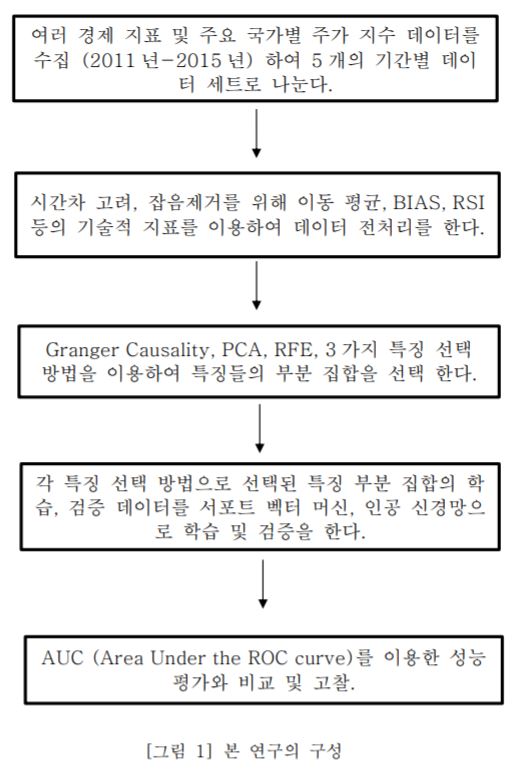 여러 경제 지표 및 주요 국가별 주가 지수 데이터를
수집 (2011년-2015년) 하여 5개의 기간별 데이
터 세트로 나눈다.
시간차 고려, 잡음제거를 위해 이동 평균, BIAS, RSI
등의 기술적 지표를 이용하여 데이터 전처리를 한다.
Granger Causality, PCA, RFE, 3가지 특징 선택
방법을 이용하여 특징들의 부분 집합을 선택 한다.
각 특징 선택 방법으로 선택된 특징 부분 집합의 학
습, 검증 데이터를 서포트 벡터 머신, 인공 신경망으
로 학습 및 검증을 한다.
AUC (Area Under the ROC curve)를 이용한 성능
평가와 비교 및 고찰.
[그림 1] 본 연구의 구성